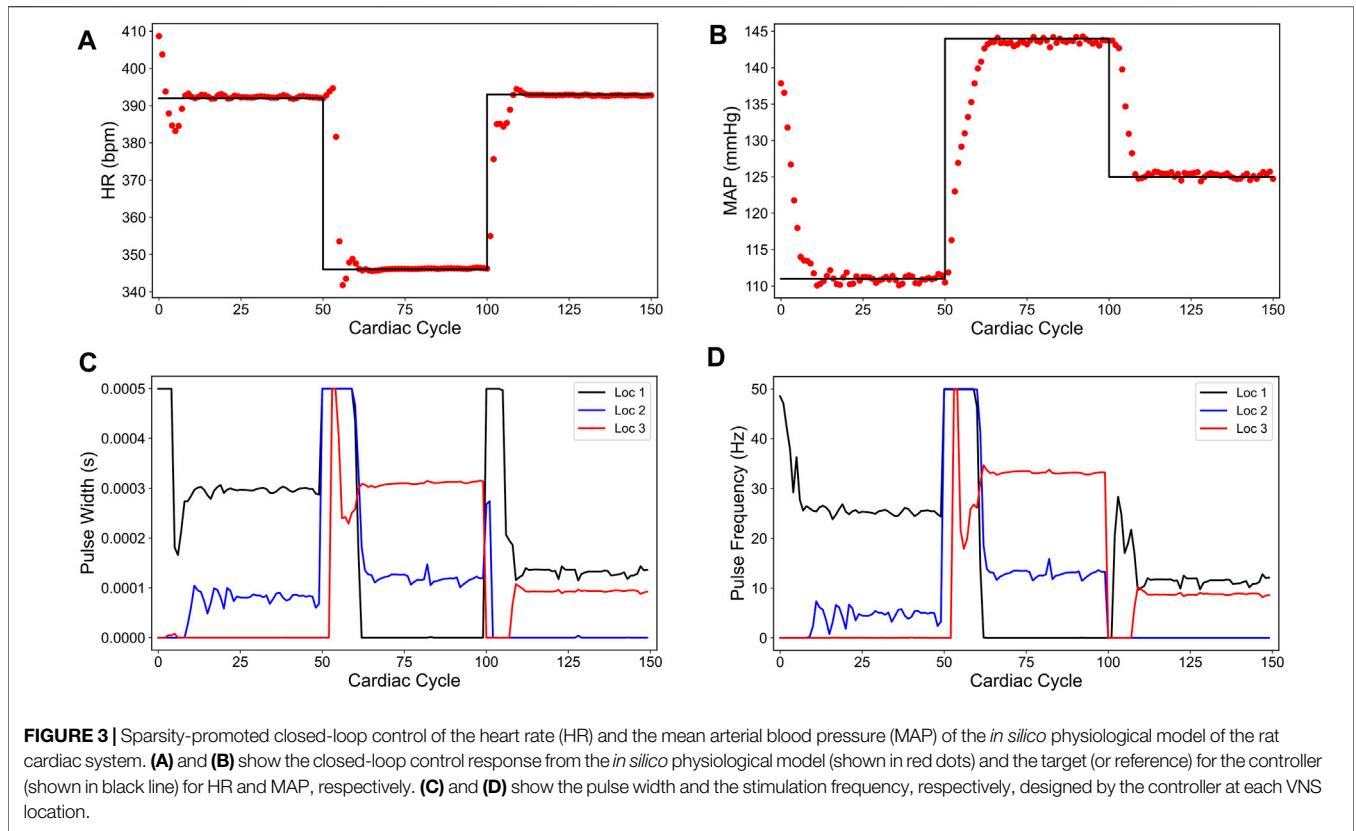 A
410
400
390
380
370
360
350
340
HR (bpm)
0
25
50
75
100
125
150
Cardiac Cycle
B
145
140
135
130
125
120
115
110
MAP (mmHg)
0
25
50
75
100
125
150
Cardiac Cycle
C
0.0005
0.0004
0.0003
0.0002
0.0001
0.0000
Pulse Width (s)
Loc 1
Loc 2
Loc 3
0
25
50
75
100
125
150
Cardiac Cycle
D
50
40
30
20
10
0
Pulse Frequency (Hz)
Loc 1
Loc 2
Loc 3
0
25
50
75
100
125
150
Cardiac Cycle
FIGURE 3 | Sparsity-promoted closed-loop control of the heart rate (HR) and the mean arterial blood pressure (MAP) of the in silico physiological model of the rat
cardiac system. (A) and (B) show the closed-loop control response from the in silico physiological model (shown in red dots) and the target (or reference) for the controller
(shown in black line) for HR and MAP, respectively. (C) and (D) show the pulse width and the stimulation frequency, respectively, designed by the controller at each VNS
location.